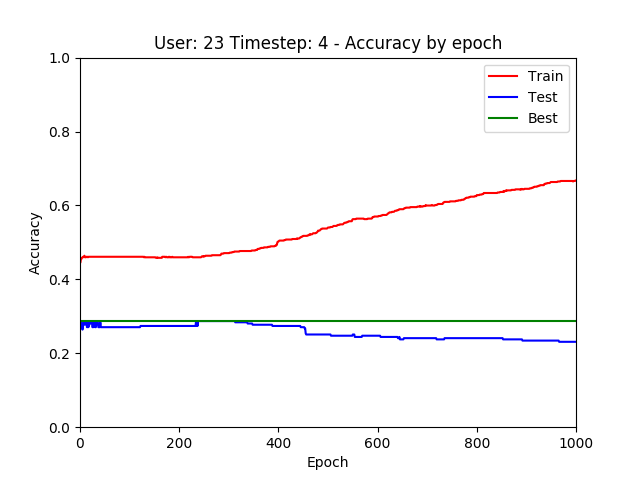 User: 23 Timestep: 4 - Accuracy by epoch
1.0
0.8
0.6
0.4
0.2
0.0
Accuracy
Train
Test
Best
0 200 400 600 800 1000
Epoch